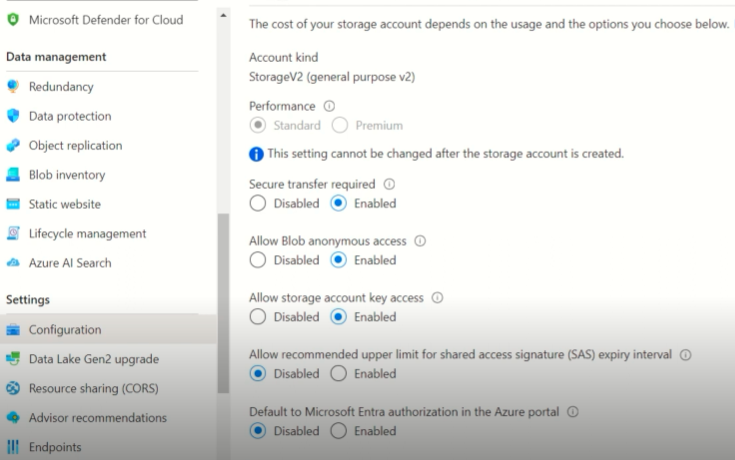 Microsoft Defender for Cloud
Data management
Redundancy
Data protection
Object replication
Blob inventory
Static website
Lifecycle management
Azure AI Search
Settings
Configuration
Data Lake Gen2 upgrade
Resource sharing (CORS)
Advisor recommendations
Endpoints
The cost of your storage account depends on the usage and the options you choose below.
Account kind
StorageV2 (general purpose v2)
Performance
Standard Premium
This setting cannot be changed after the storage account is created.
Secure transfer required
Disabled Enabled
Allow Blob anonymous access
Disabled Enabled
Allow storage account key access
Disabled Enabled
Allow recommended upper limit for shared access signature (SAS) expiry interval
Disabled Enabled
Default to Microsoft Entra authorization in the Azure portal
Disabled Enabled